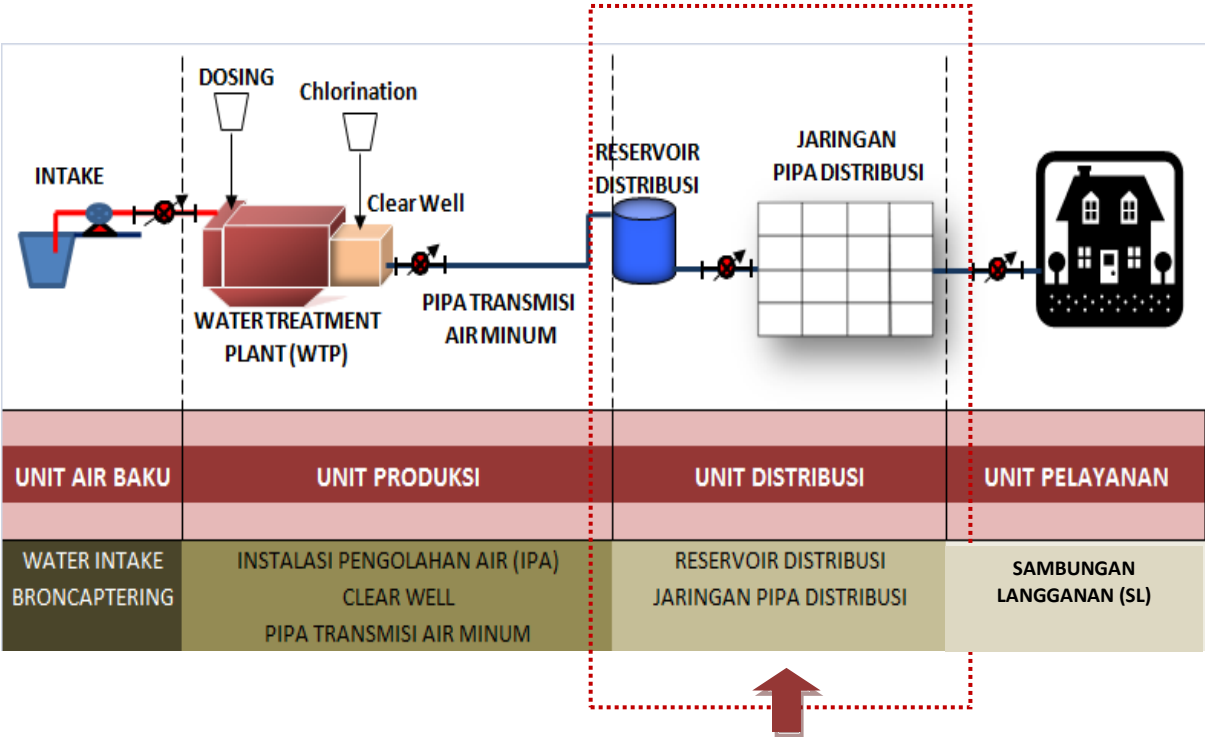 DOSING
Chlorination
INTAKE
Clear Well
WATER TREATMENT
PLANT (WTP)
PIPA TRANSMISI
AIR MINUM
RESERVOIR
DISTRIBUSI
JARINGAN
PIPA DISTRIBUSI
UNIT AIR BAKU
UNIT PRODUKSI
UNIT DISTRIBUSI
UNIT PELAYANAN
WATER INTAKE
BRONCAPTERING
INSTALASI PENGOLAHAN AIR (IPA)
CLEAR WELL
PIPA TRANSMISI AIR MINUM
RESERVOIR DISTRIBUSI
JARINGAN PIPA DISTRIBUSI
SAMBUNGAN
LANGGANAN (SL)